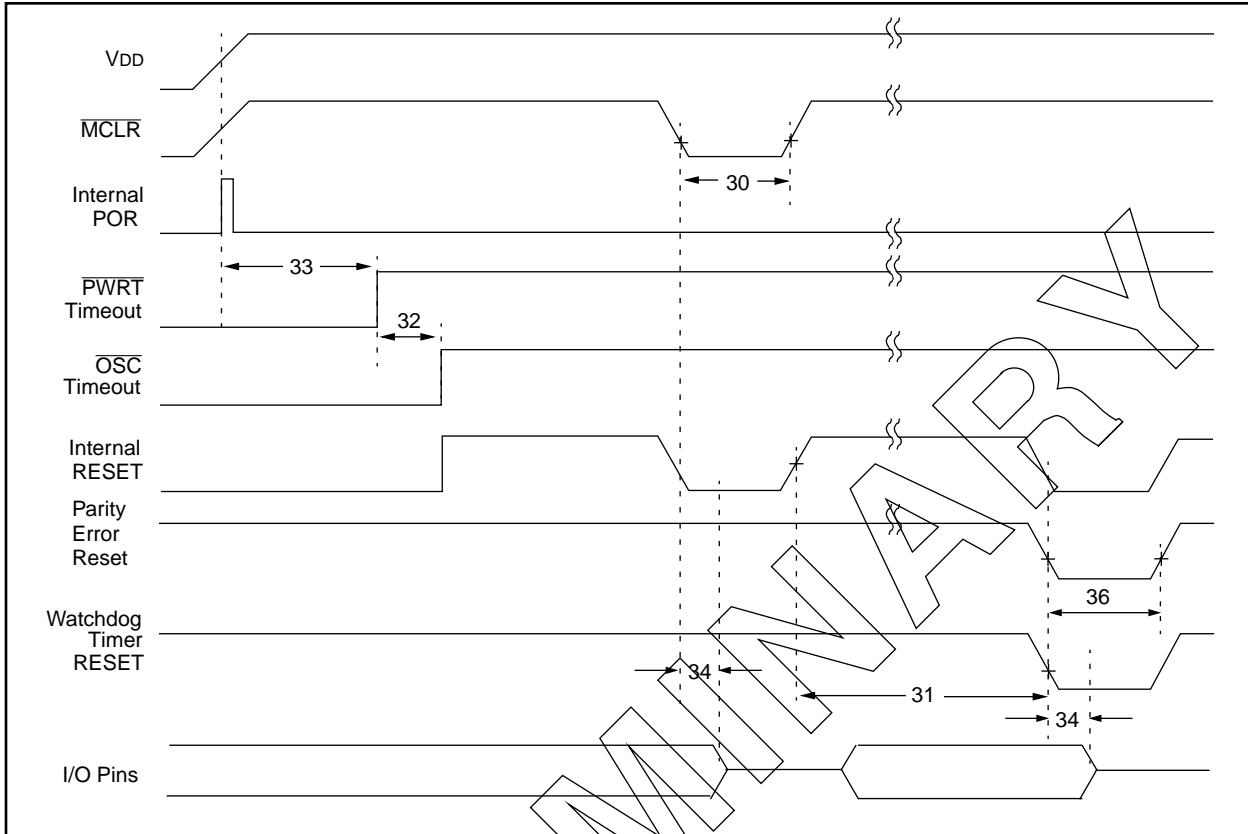 VDD
MCLR
Internal
POR
PWRT
Timeout
OSC
Timeout
Internal
RESET
Parity
Error
Reset
Watchdog
Timer
RESET
I/O Pins
30
33
32
34
31
36
34
MINARY